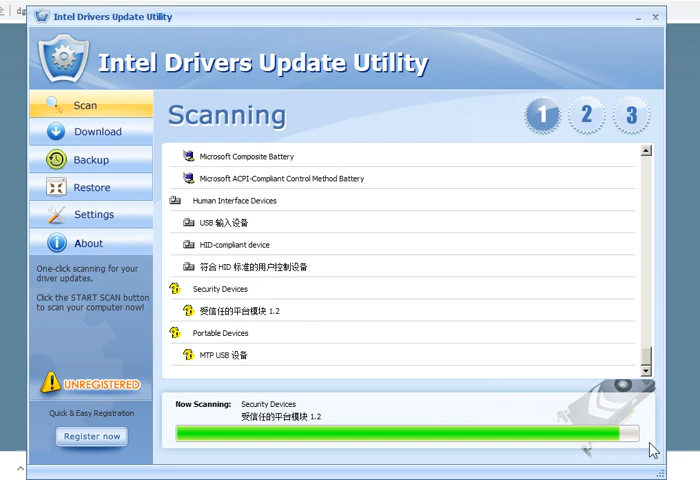 Intel Drivers Update Utility
Intel Drivers Update Utility
Scan
Download
Backup
Restore
Settings
About
One-click scanning for your
driver updates.
Click the START SCAN button
to scan your computer now!
UNREGISTERED
Quick & Easy Registration
Register now
Scanning
1 2 3
Microsoft Composite Battery
Microsoft ACPI-Compliant Control Method Battery
Human Interface Devices
USB 输入设备
HID-compliant device
符合 HID 标准的用户控制设备
Security Devices
受信任的平台模块 1.2
Portable Devices
MTP USB 设备
Now Scanning: Security Devices
受信任的平台模块 1.2